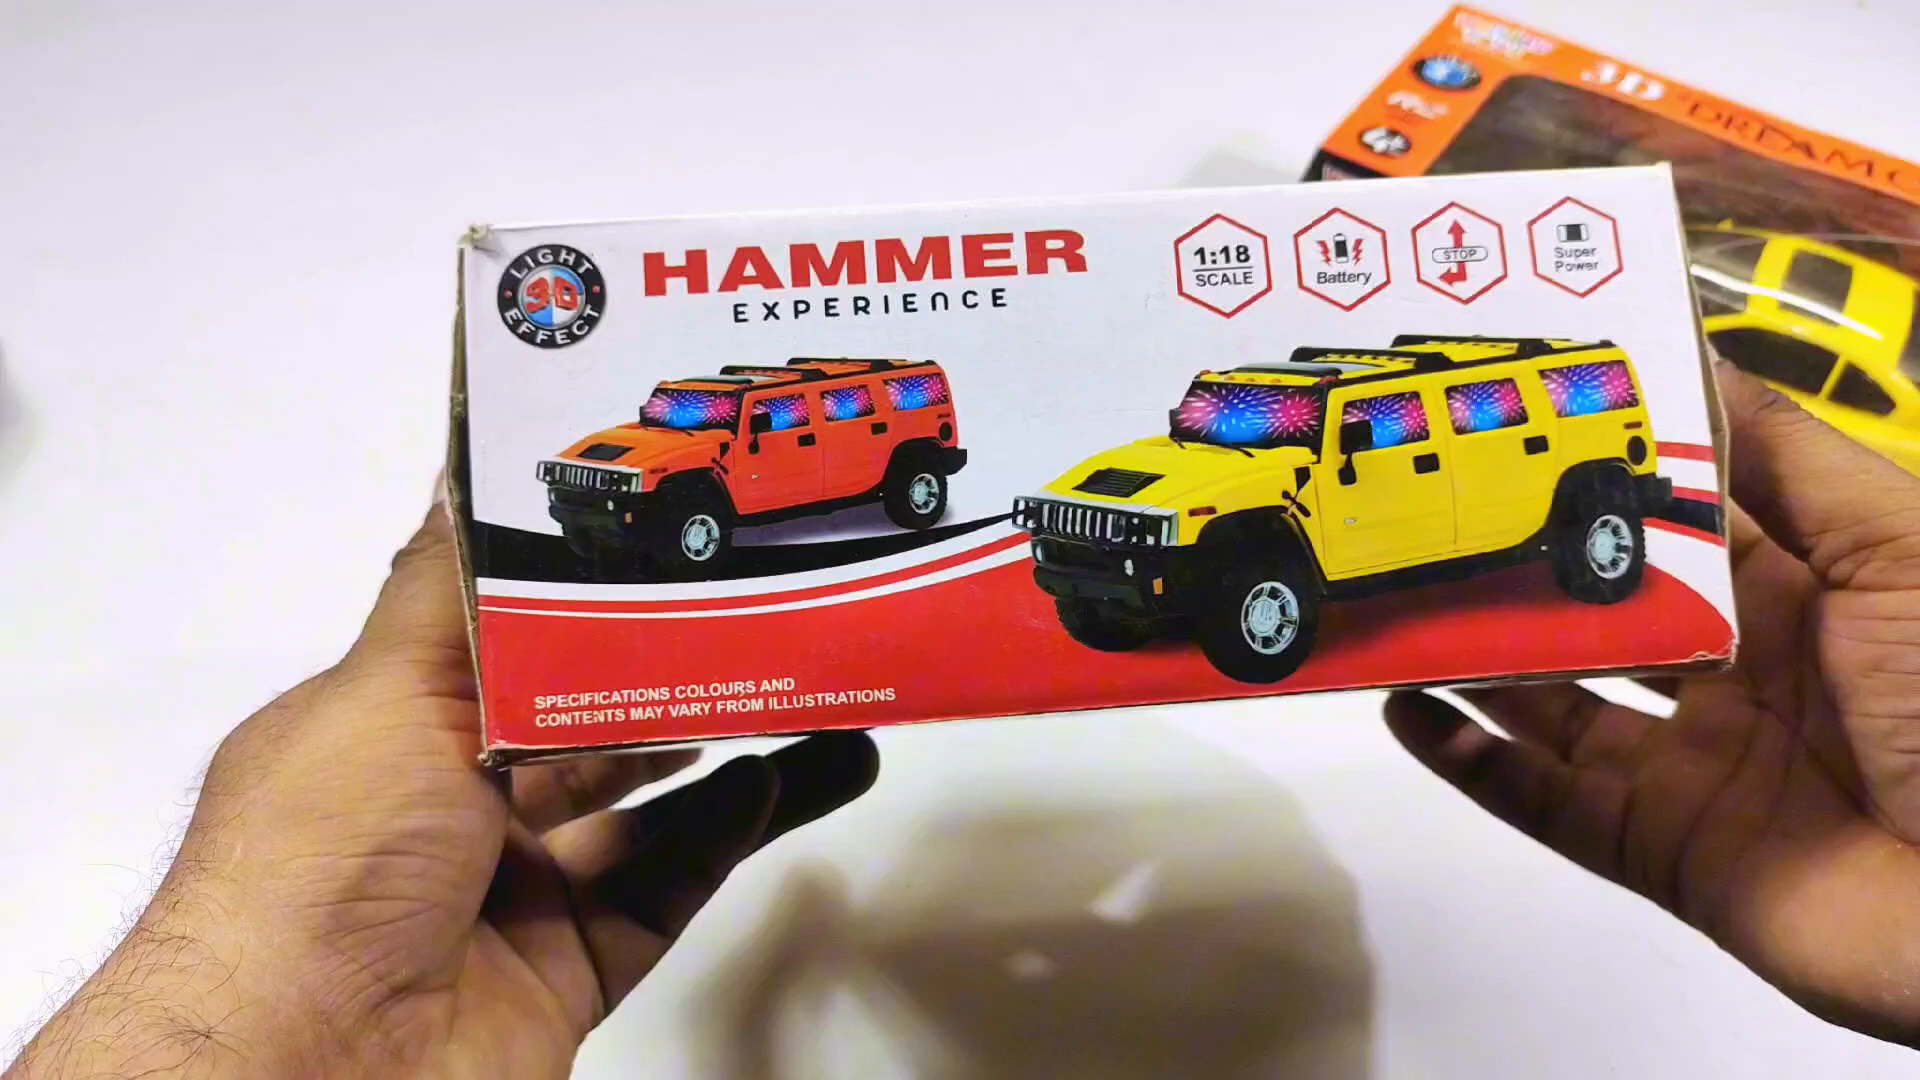 LIGHT
3D
EFFECT
HAMMER
EXPERIENCE
1:18
SCALE
Battery
STOP
Super
Power
SPECIFICATIONS COLOURS AND
CONTENTS MAY VARY FROM ILLUSTRATIONS
3D
4+